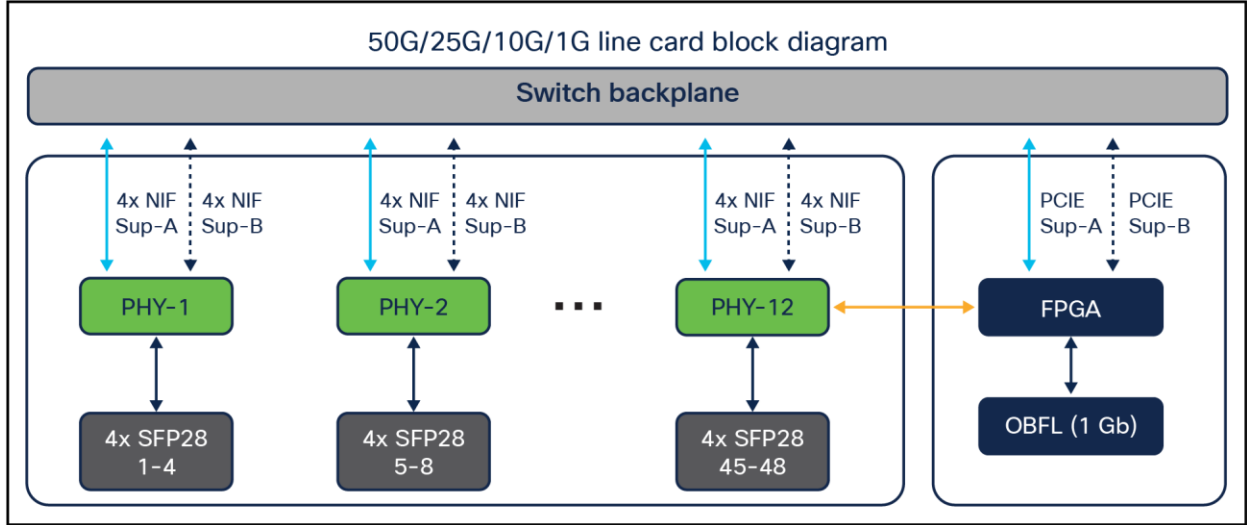 50G/25G/10G/1G line card block diagram
Switch backplane
4x NIF
Sup-A
4x NIF
Sup-B
4x NIF
Sup-A
4x NIF
Sup-B
4x NIF
Sup-A
4x NIF
Sup-B
PCIE
Sup-A
PCIE
Sup-B
PHY-1
PHY-2
...
PHY-12
FPGA
4x SFP28
1-4
4x SFP28
5-8
4x SFP28
45-48
OBFL (1 Gb)